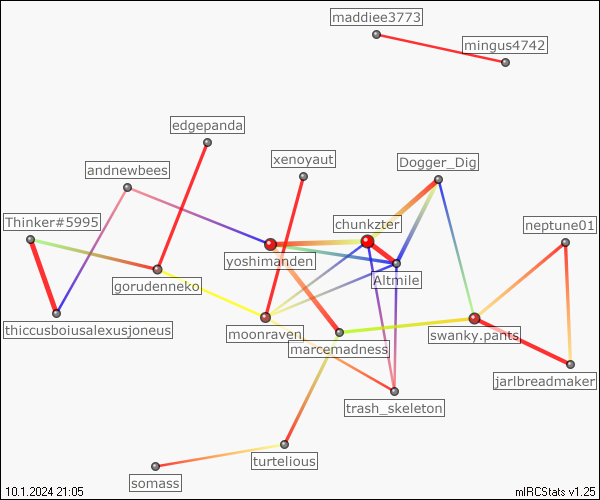 maddiee3773
mingus4742
edgepanda
xenoyaut
Dogger_Dig
andnewbees
Thinker#5995
chunkzter
neptune01
yoshimanden
Altmile
gorudenneko
thiccusboiusalexusjoneus
moonraven
marcemadness
swanky.pants
jarlbreadmaker
trash_skeleton
turtelious
somass
10.1.2024 21:05
mIRCStats v1.25